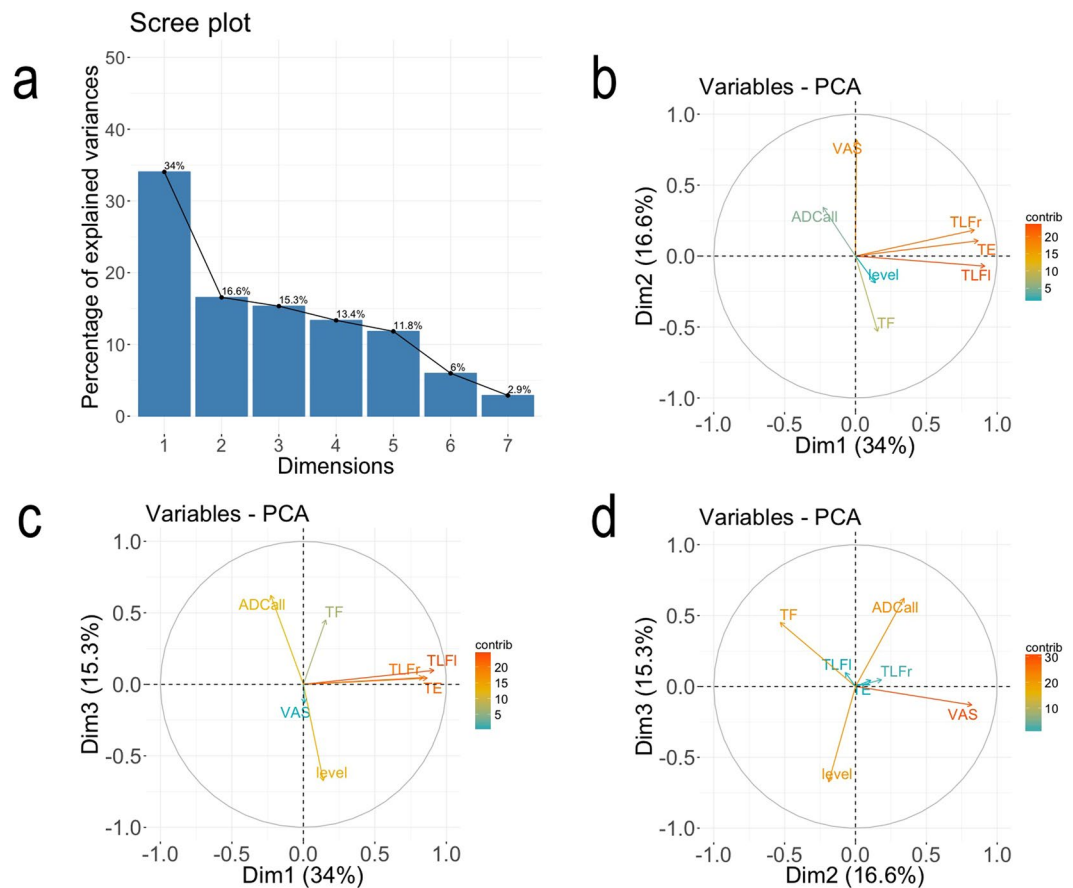 Scree plot
a
Percentage of explained variances
50
40
30
20
10
0
34%
16.6%
15.3%
13.4%
11.8%
6%
2.9%
1 2 3 4 5 6 7
Dimensions
b
Variables - PCA
Dim2 (16.6%)
1.0
0.5
0.0
-0.5
-1.0
VAS
ADCall
TLFr
TE
TLFl
level
TF
-1.0 -0.5 0.0 0.5 1.0
Dim1 (34%)
contrib
20
15
10
5
c
Variables - PCA
Dim3 (15.3%)
1.0
0.5
0.0
-0.5
-1.0
ADCall
TF
TLFl
TLFr
TE
VAS
level
-1.0 -0.5 0.0 0.5 1.0
Dim1 (34%)
contrib
20
15
10
5
d
Variables - PCA
Dim3 (15.3%)
1.0
0.5
0.0
-0.5
-1.0
ADCall
TF
TLFl
TLFr
TE
VAS
level
-1.0 -0.5 0.0 0.5 1.0
Dim2 (16.6%)
contrib
30
20
10